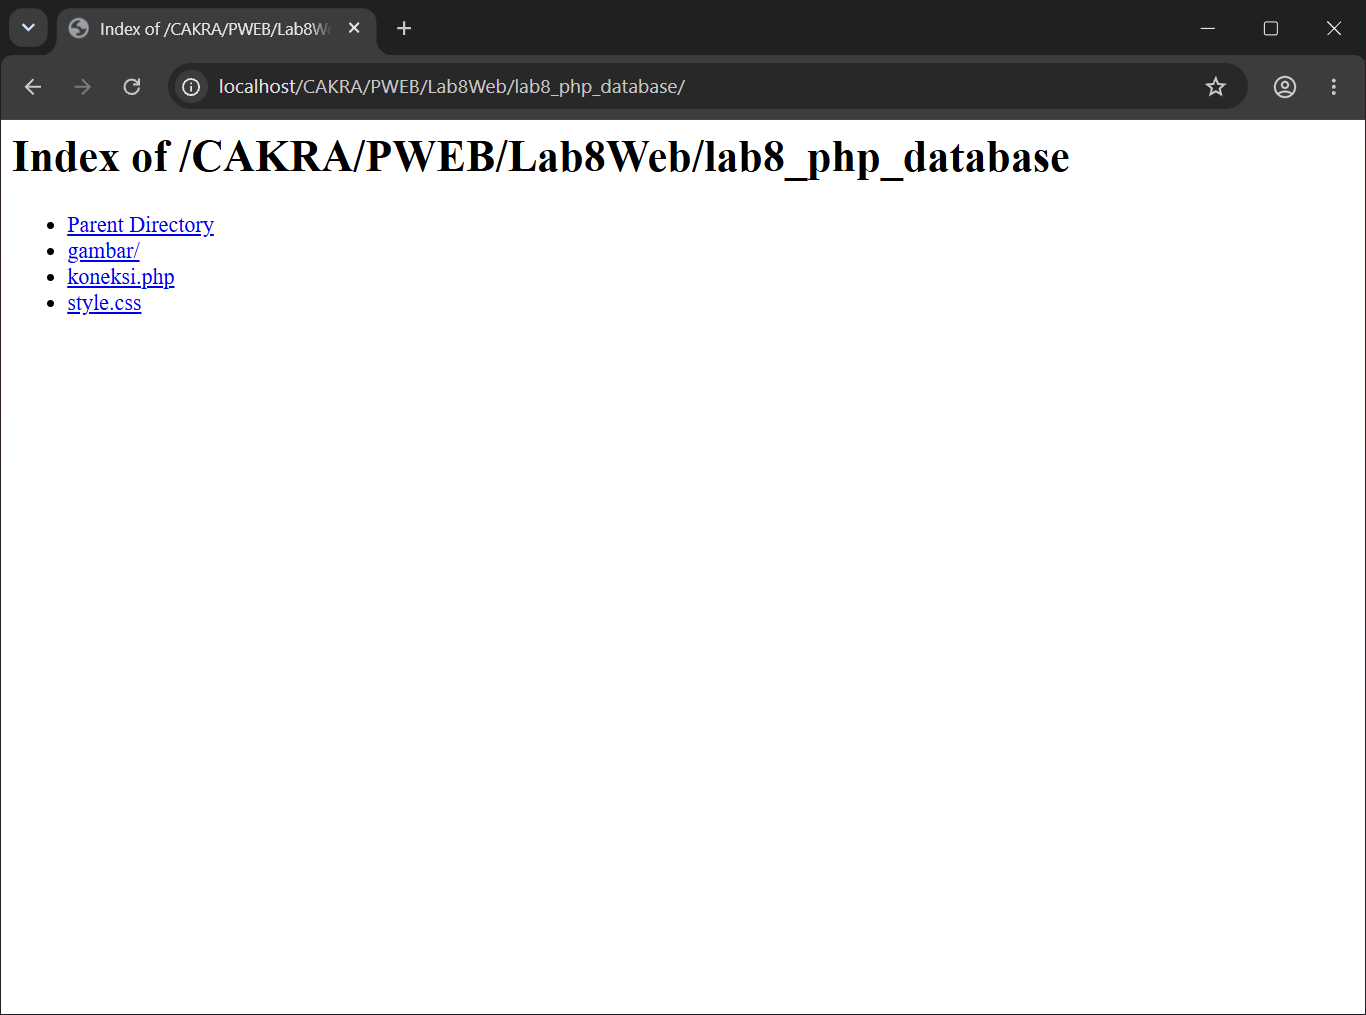 Index of /CAKRA/PWEB/Lab8W
localhost/CAKRA/PWEB/Lab8Web/lab8_php_database/
Index of /CAKRA/PWEB/Lab8Web/lab8_php_database
Parent Directory
gambar/
koneksi.php
style.css